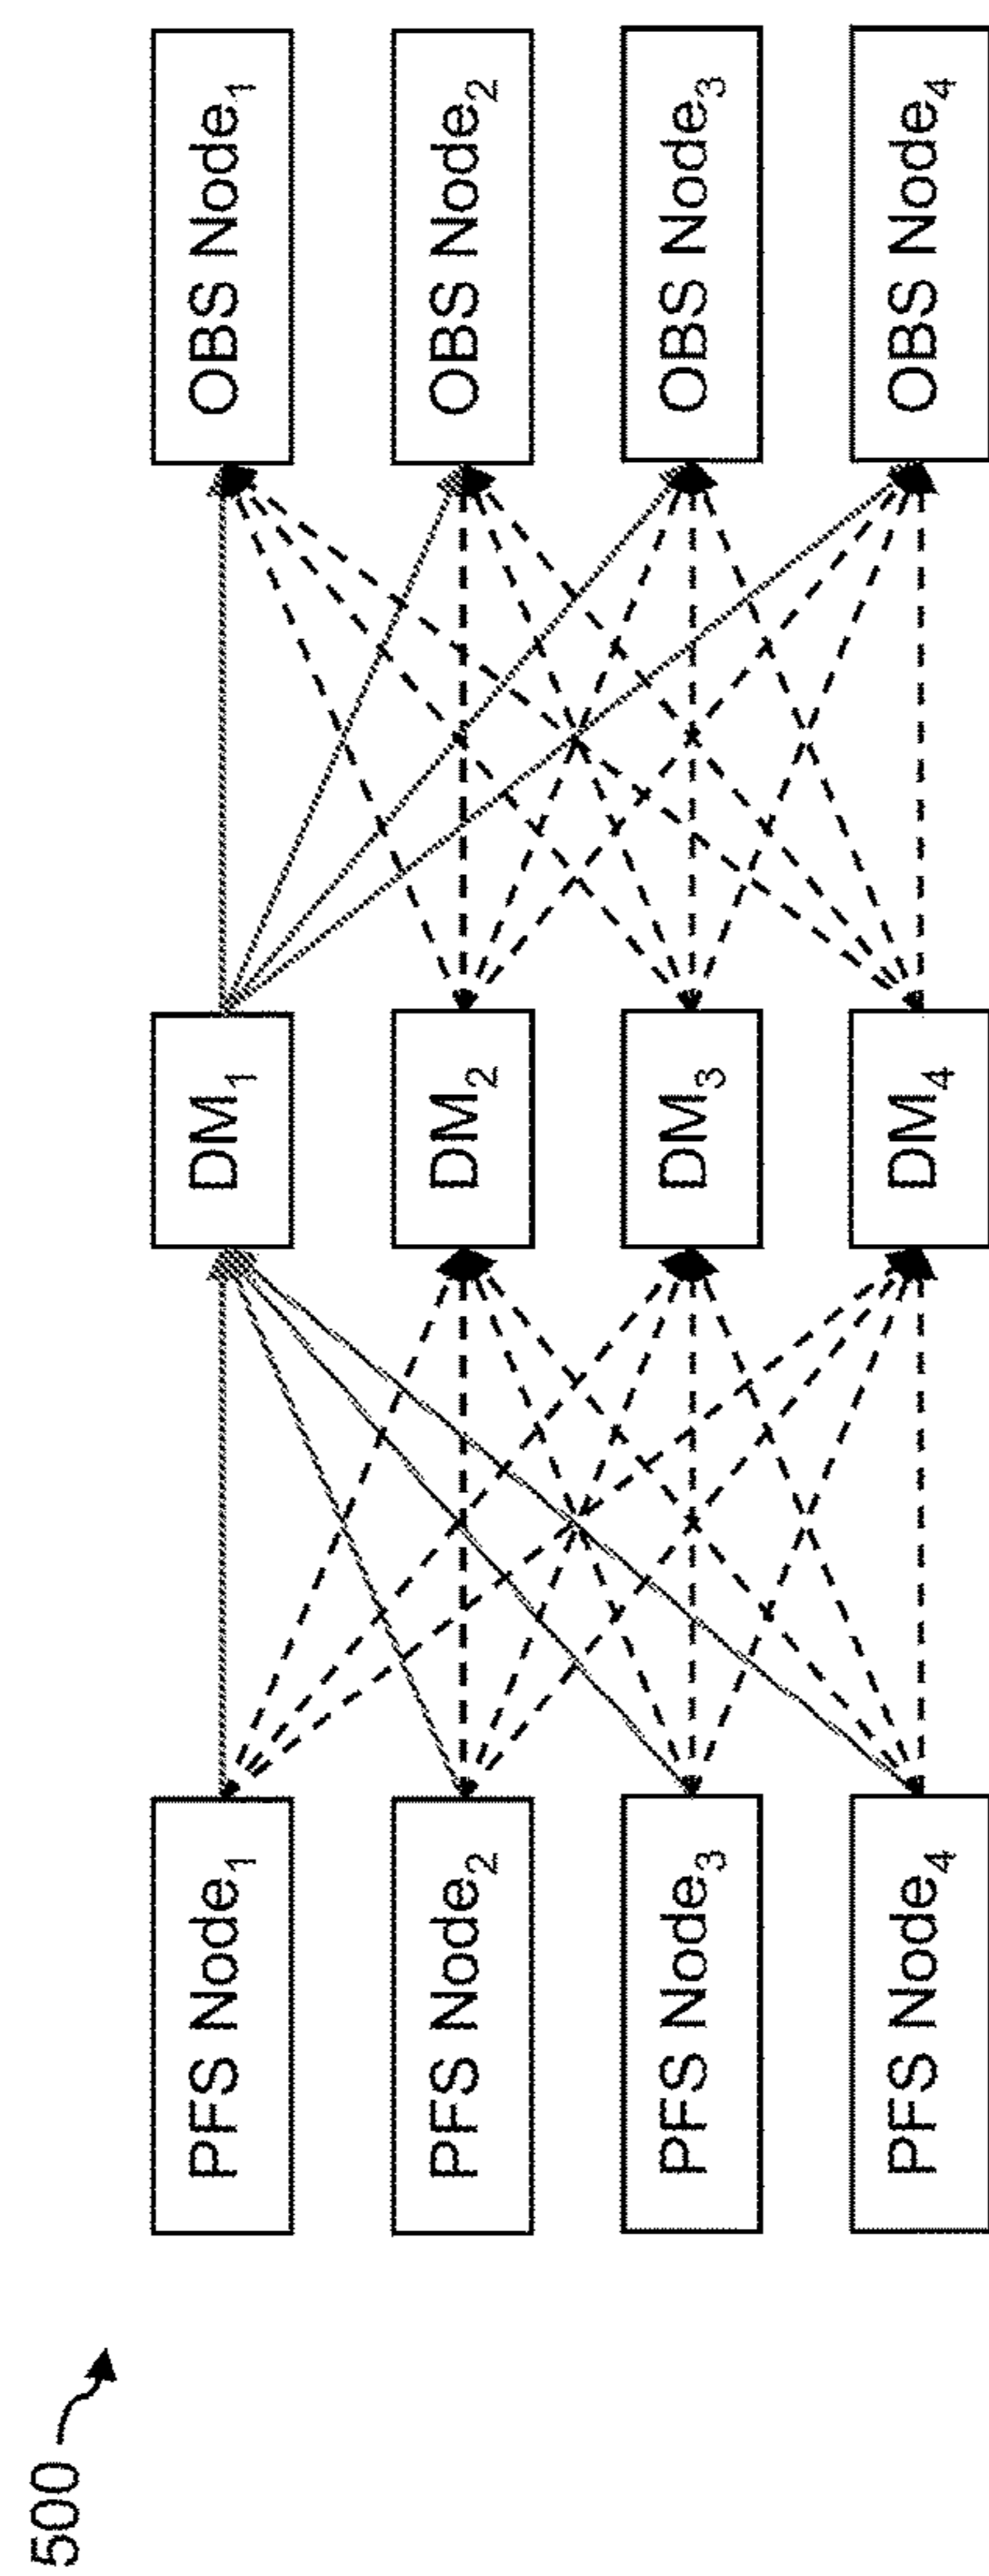 500
PFS Node1
DM1
OBS Node1
PFS Node2
DM2
OBS Node2
PFS Node3
DM3
OBS Node3
PFS Node4
DM4
OBS Node4